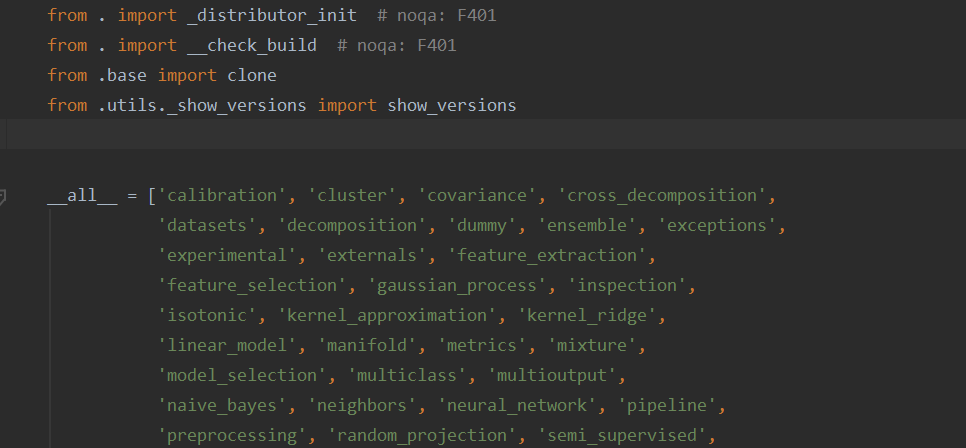 from . import _distributor_init  # noqa: F401
from . import __check_build  # noqa: F401
from .base import clone
from .utils._show_versions import show_versions
__all__ = ['calibration', 'cluster', 'covariance', 'cross_decomposition',
'datasets', 'decomposition', 'dummy', 'ensemble', 'exceptions',
'experimental', 'externals', 'feature_extraction',
'feature_selection', 'gaussian_process', 'inspection',
'isotonic', 'kernel_approximation', 'kernel_ridge',
'linear_model', 'manifold', 'metrics', 'mixture',
'model_selection', 'multiclass', 'multioutput',
'naive_bayes', 'neighbors', 'neural_network', 'pipeline',
'preprocessing', 'random_projection', 'semi_supervised',